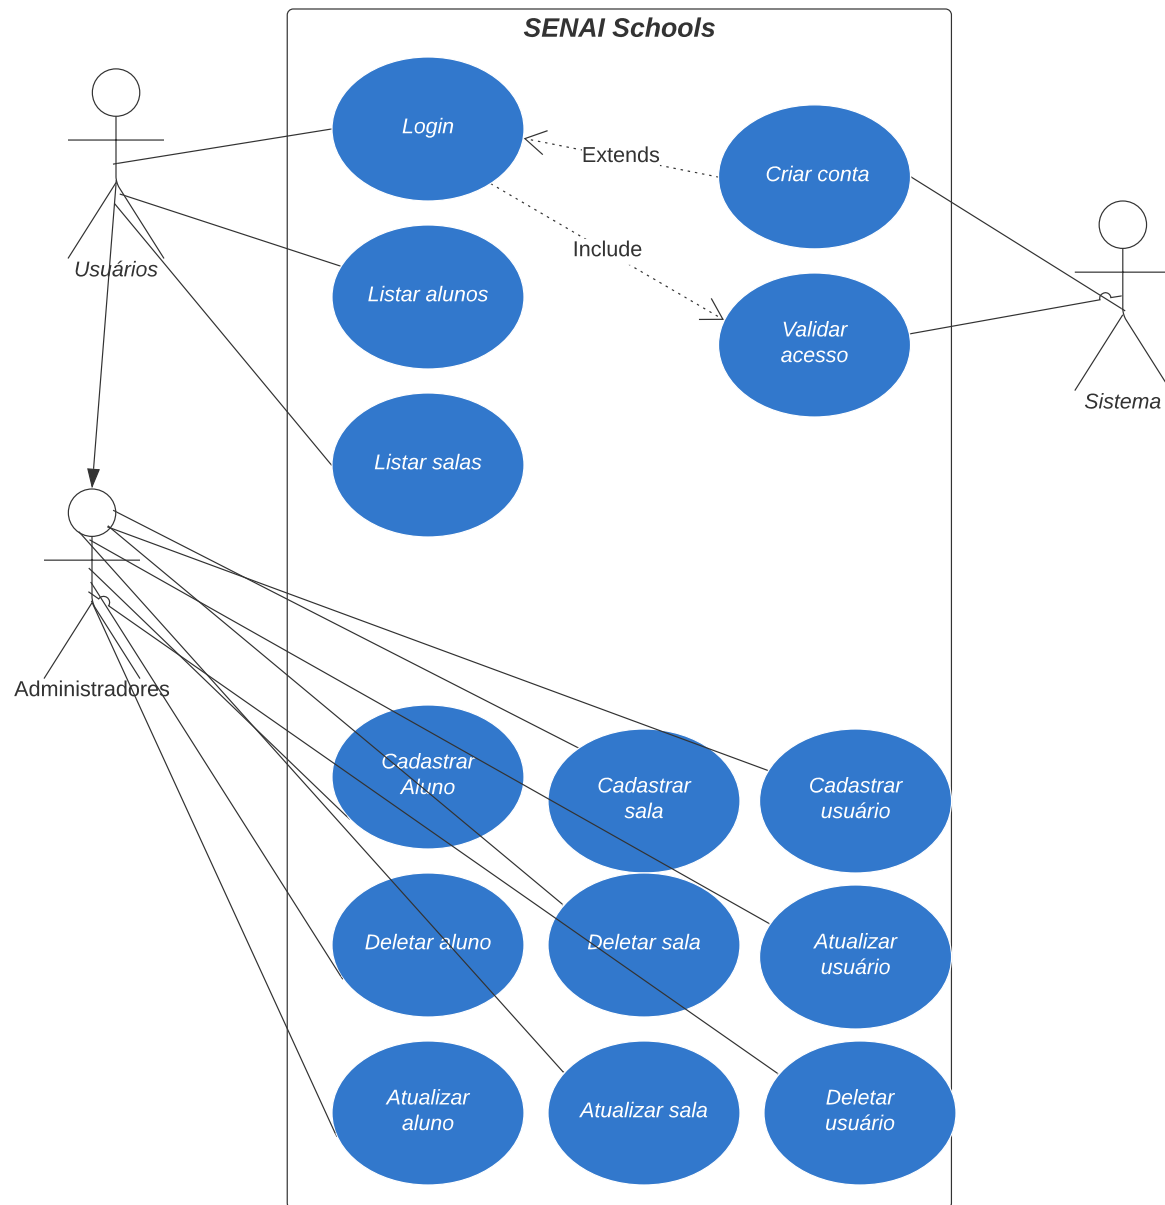 SENAI Schools
Login
Extends
Criar conta
Include
Usuários
Listar alunos
Validar
acesso
Sistema
Listar salas
Administradores
Cadastrar
Aluno
Cadastrar
sala
Cadastrar
usuário
Deletar aluno
Deletar sala
Atualizar
usuário
Atualizar
aluno
Atualizar sala
Deletar
usuário